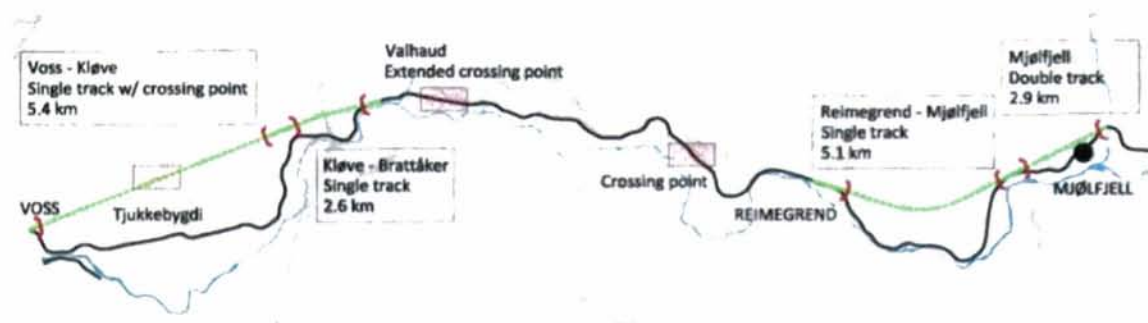 Voss - Kløve
Single track w/ crossing point
5.4 km
Valhaud
Extended crossing point
Mjølfjell
Double track
2.9 km
Reimegrend - Mjølfjell
Single track
5.1 km
Kløve - Brattåker
Single track
2.6 km
Crossing point
VOSS
Tjukkebygdi
REIMEGREND
MJØLFJELL